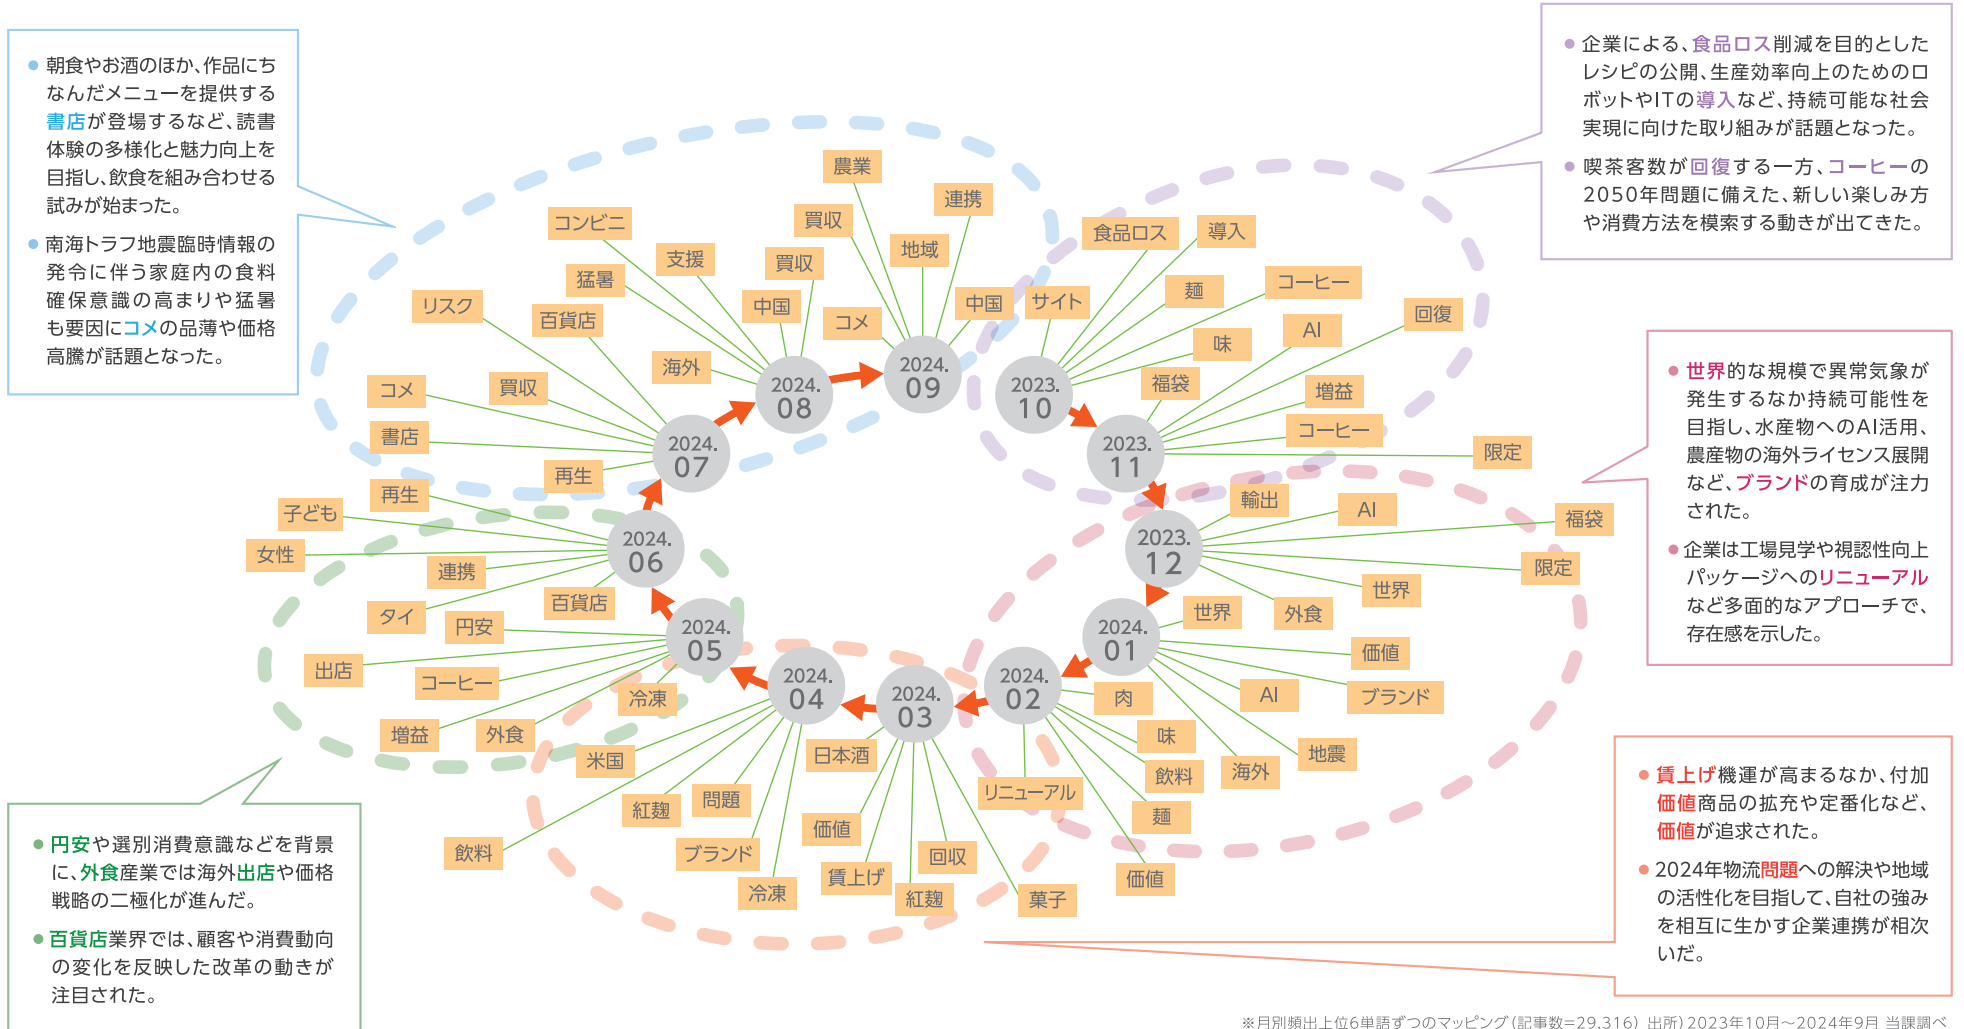 朝食やお酒のほか、作品にち
なんだメニューを提供する
書店が登場するなど、読書
体験の多様化と魅力向上を
目指し、飲食を組み合わせる
試みが始まった。
南海トラフ地震臨時情報の
発令に伴う家庭内の食料
確保意識の高まりや猛暑
も要因にコメの品薄や価格
高騰が話題となった。
企業による、食品ロス削減を目的とした
レシピの公開、生産効率向上のためのロ
ボットやITの導入など、持続可能な社会
実現に向けた取り組みが話題となった。
喫茶客数が回復する一方、コーヒーの
2050年問題に備えた、新しい楽しみ方
や消費方法を模索する動きが出てきた。
世界的な規模で異常気象が
発生するなか持続可能性を
目指し、水産物へのAI活用、
農産物の海外ライセンス展開
など、ブランドの育成が注力
された。
企業は工場見学や視認性向上
パッケージへのリニューアル
など多面的なアプローチで、
存在感を示した。
賃上げ機運が高まるなか、付加
価値商品の拡充や定番化など、
価値が追求された。
2024年物流問題への解決や地域
の活性化を目指して、自社の強み
を相互に生かす企業連携が相次
いだ。
円安や選別消費意識などを背景
に、外食産業では海外出店や価格
戦略の二極化が進んだ。
百貨店業界では、顧客や消費動向
の変化を反映した改革の動きが
注目された。
2023.
10
サイト
食品ロス
導入
麺
コーヒー
味
2023.
11
福袋
AI
回復
増益
コーヒー
限定
2023.
12
輸出
AI
福袋
限定
世界
外食
2024.
01
世界
価値
ブランド
AI
地震
海外
2024.
02
肉
味
飲料
麺
価値
リニューアル
2024.
03
菓子
回収
紅麹
賃上げ
価値
日本酒
2024.
04
米国
飲料
紅麹
問題
ブランド
冷凍
2024.
05
円安
出店
コーヒー
増益
外食
冷凍
2024.
06
再生
子ども
女性
連携
タイ
百貨店
2024.
07
リスク
百貨店
買収
コメ
書店
再生
2024.
08
コンビニ
猛暑
支援
買収
中国
海外
2024.
09
農業
買収
連携
地域
中国
コメ
※月別頻出上位6単語ずつのマッピング(記事数=29,316) 出所)2023年10月~2024年9月 当課調べ